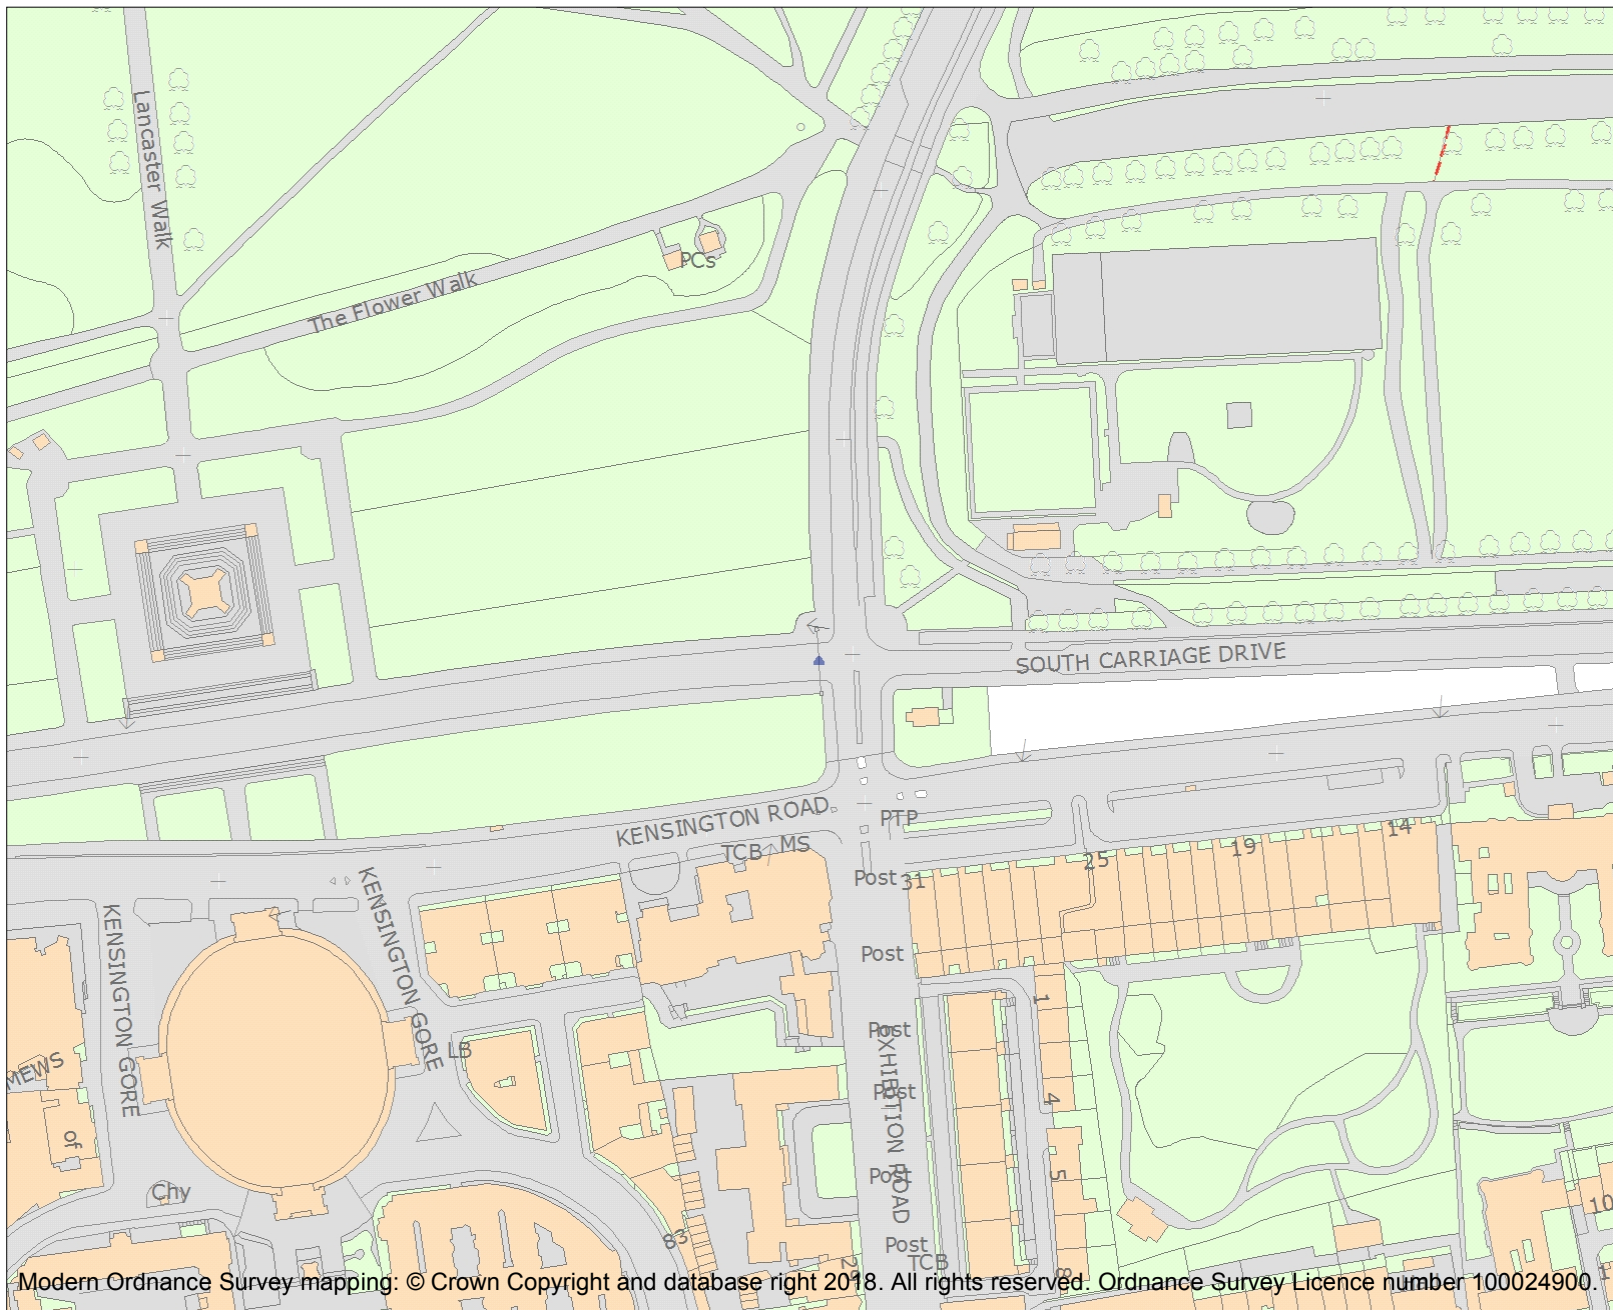 Lancaster Walk
The Flower Walk
PCs
SOUTH CARRIAGE DRIVE
KENSINGTON ROAD
PTP
TCB
MS
14
19
25
31
Post
KENSINGTON GORE
KENSINGTON GORE
Post
1
Post
EXHIBITION ROAD
LB
MEWS
Post
4
of
Post
5
Chy
10
83
Post
TCB
8
Modern Ordnance Survey mapping: © Crown Copyright and database right 2018. All rights reserved. Ordnance Survey Licence number 100024900.